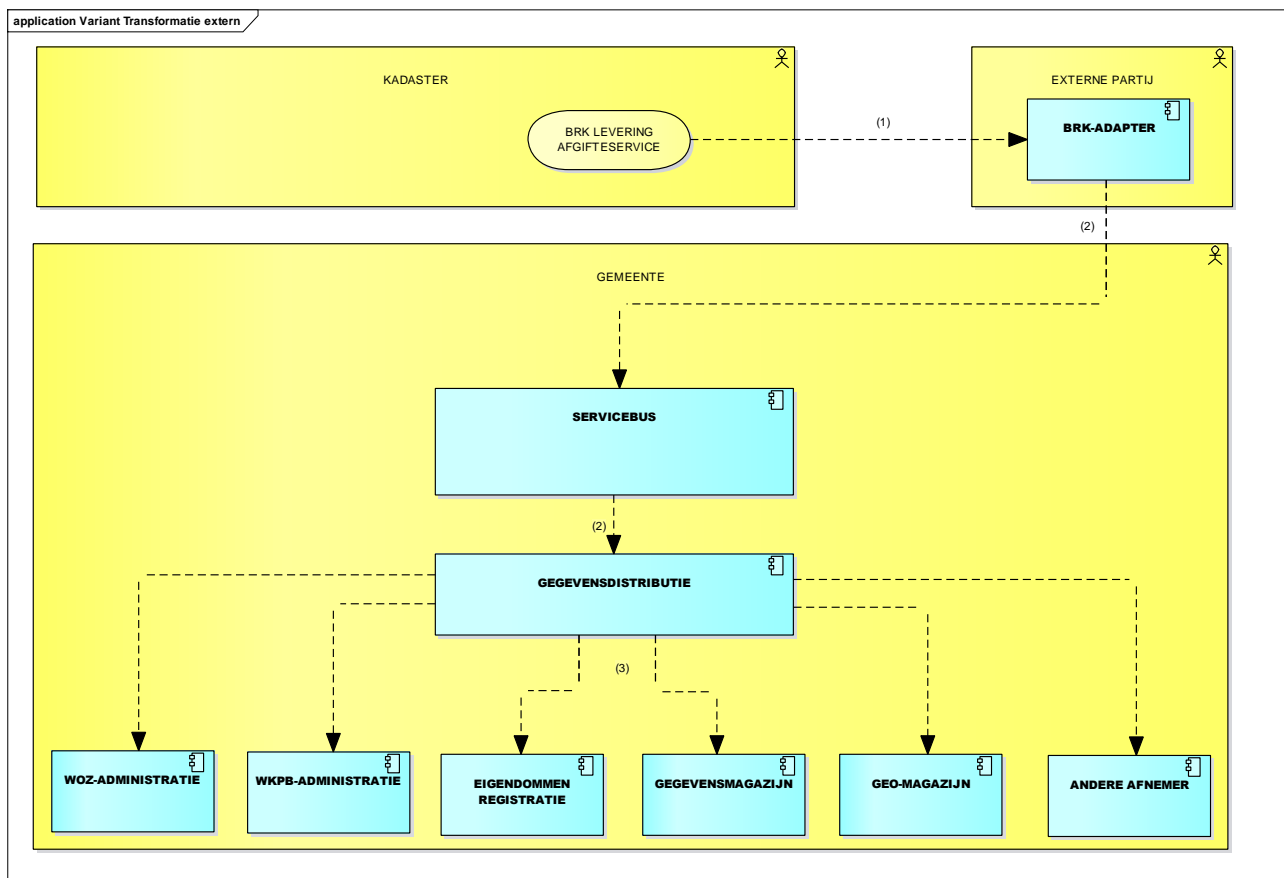 application Variant Transformatie extern
KADASTER
EXTERNE PARTIJ
BRK LEVERING
AFGIFTESERVICE
(1)
BRK-ADAPTER
(2)
GEMEENTE
SERVICEBUS
(2)
GEGEVENSDISTRIBUTIE
(3)
WOZ-ADMINISTRATIE
WKPB-ADMINISTRATIE
EIGENDOMMEN
REGISTRATIE
GEGEVENSMAGAZIJN
GEO-MAGAZIJN
ANDERE AFNEMER